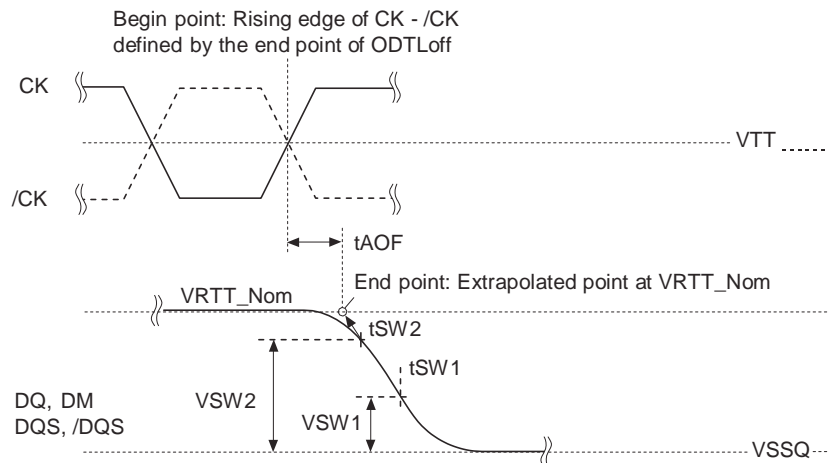 Begin point: Rising edge of CK - /CK
defined by the end point of ODTLoff
CK
VTT
/CK
tAOF
End point: Extrapolated point at VRTT_Nom
VRTT_Nom
tSW2
tSW1
VSW2
VSW1
DQ, DM
DQS, /DQS
VSSQ